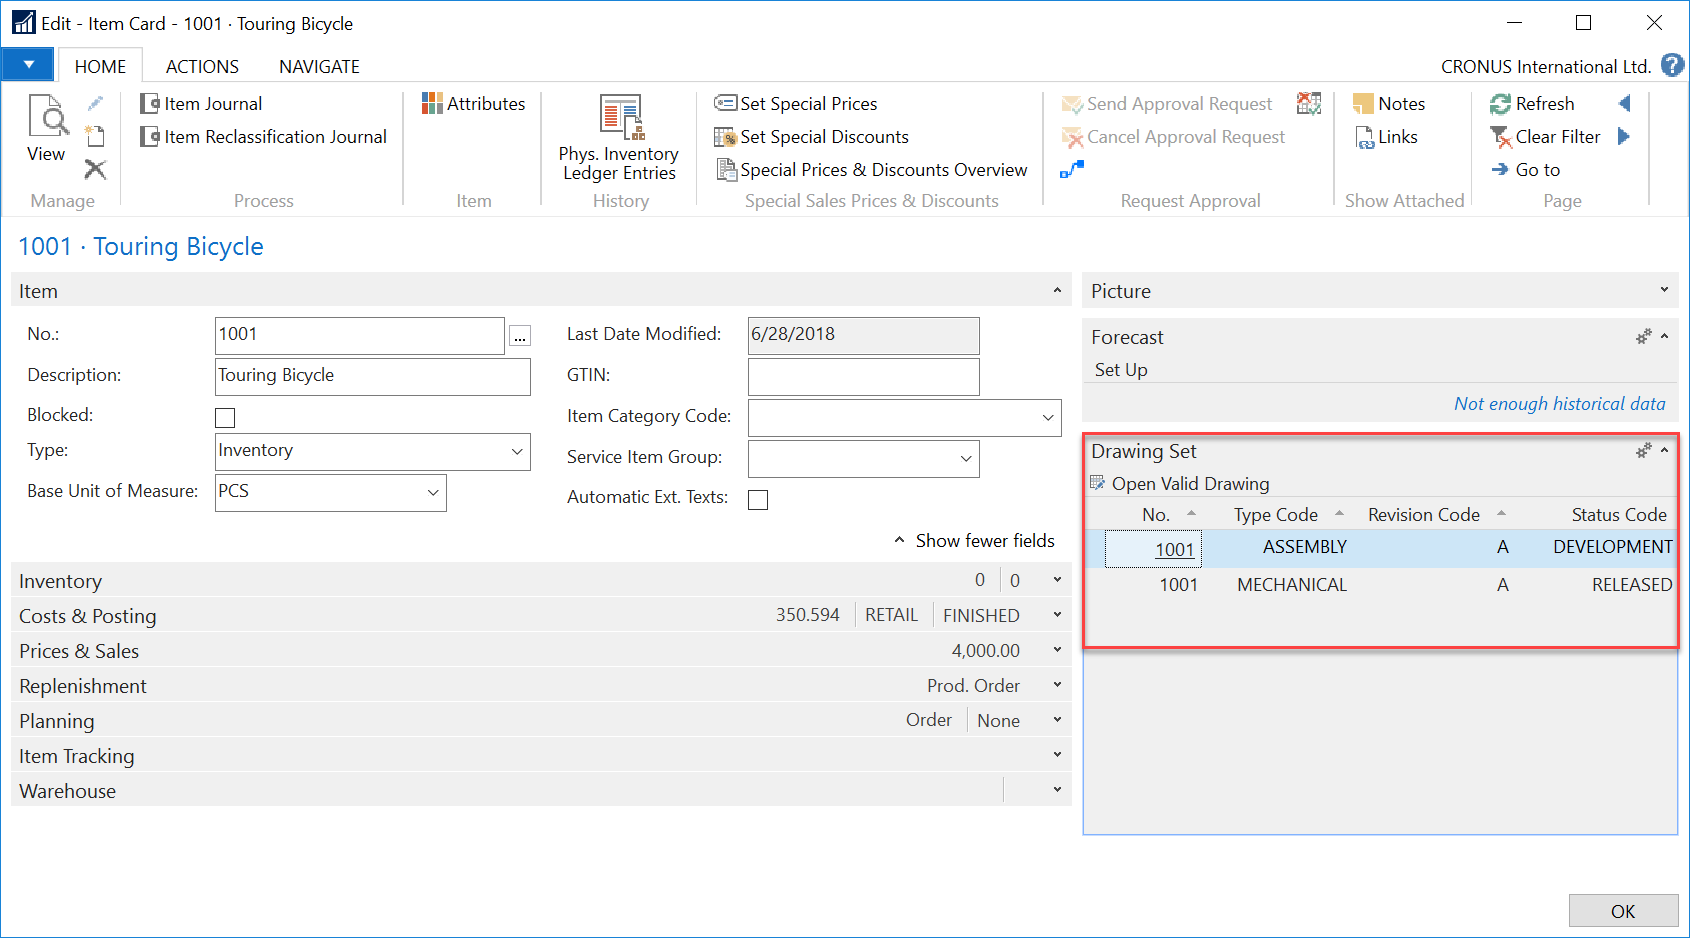 Edit - Item Card - 1001 · Touring Bicycle
HOME ACTIONS NAVIGATE CRONUS International Ltd. ?
View
Manage
Item Journal
Item Reclassification Journal
Process
Attributes
Item
Phys. Inventory
Ledger Entries
History
Set Special Prices
Set Special Discounts
Special Prices & Discounts Overview
Special Sales Prices & Discounts
Send Approval Request
Cancel Approval Request
Request Approval
Notes
Links
Show Attached
Refresh
Clear Filter
Go to
Page
1001 · Touring Bicycle
Item
No.: 1001 ...
Description: Touring Bicycle
Blocked:
Type: Inventory
Base Unit of Measure: PCS
Last Date Modified: 6/28/2018
GTIN:
Item Category Code:
Service Item Group:
Automatic Ext. Texts:
Show fewer fields
Inventory 0 0
Costs & Posting 350.594 RETAIL FINISHED
Prices & Sales 4,000.00
Replenishment Prod. Order
Planning Order None
Item Tracking
Warehouse
Picture
Forecast
Set Up
Not enough historical data
Drawing Set
Open Valid Drawing
No. Type Code Revision Code Status Code
1001 ASSEMBLY A DEVELOPMENT
1001 MECHANICAL A RELEASED
OK